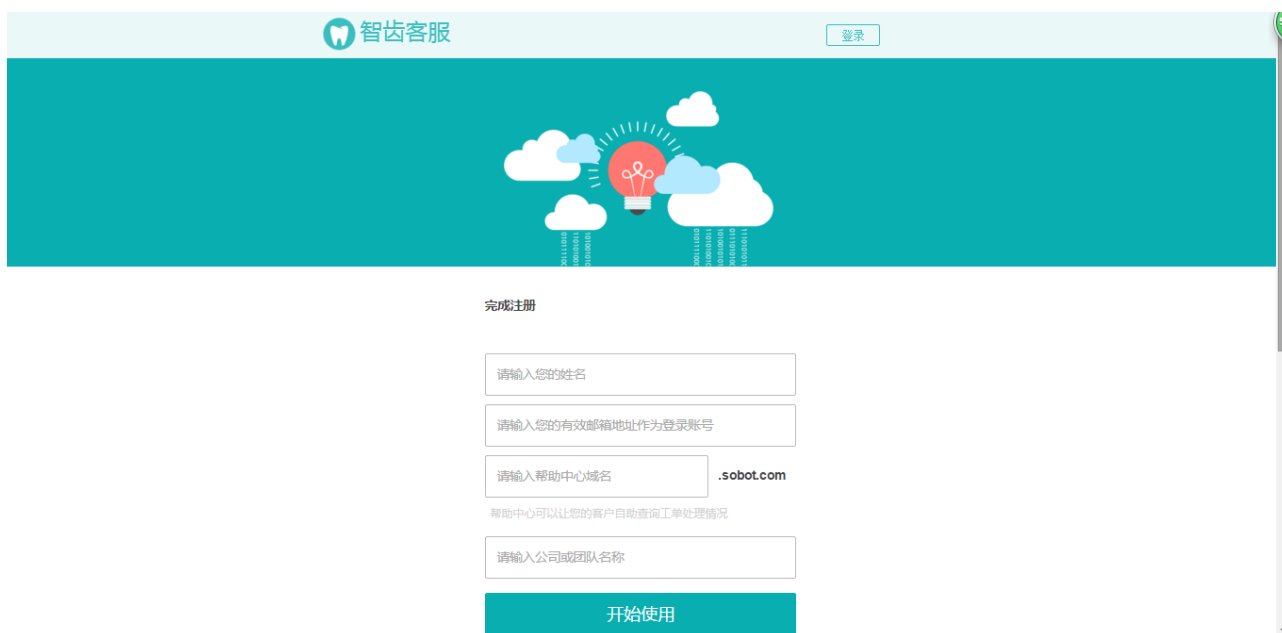 智齿客服
登录
完成注册
请输入您的姓名
请输入您的有效邮箱地址作为登录账号
请输入帮助中心域名
.sobot.com
帮助中心可以让您的客户自助查询工单处理情况
请输入公司或团队名称
开始使用